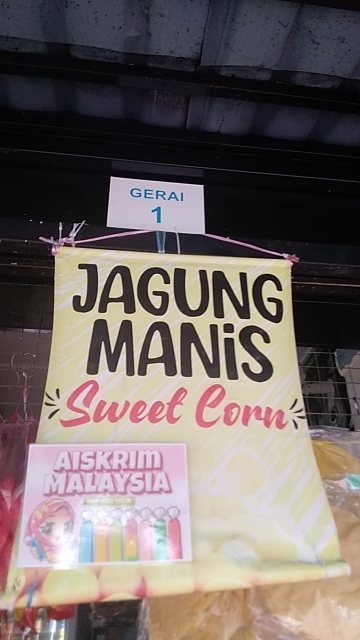 GERAI
1
JAGUNG
MANiS
Sweet Corn
AISKRIM
MALAYSIA